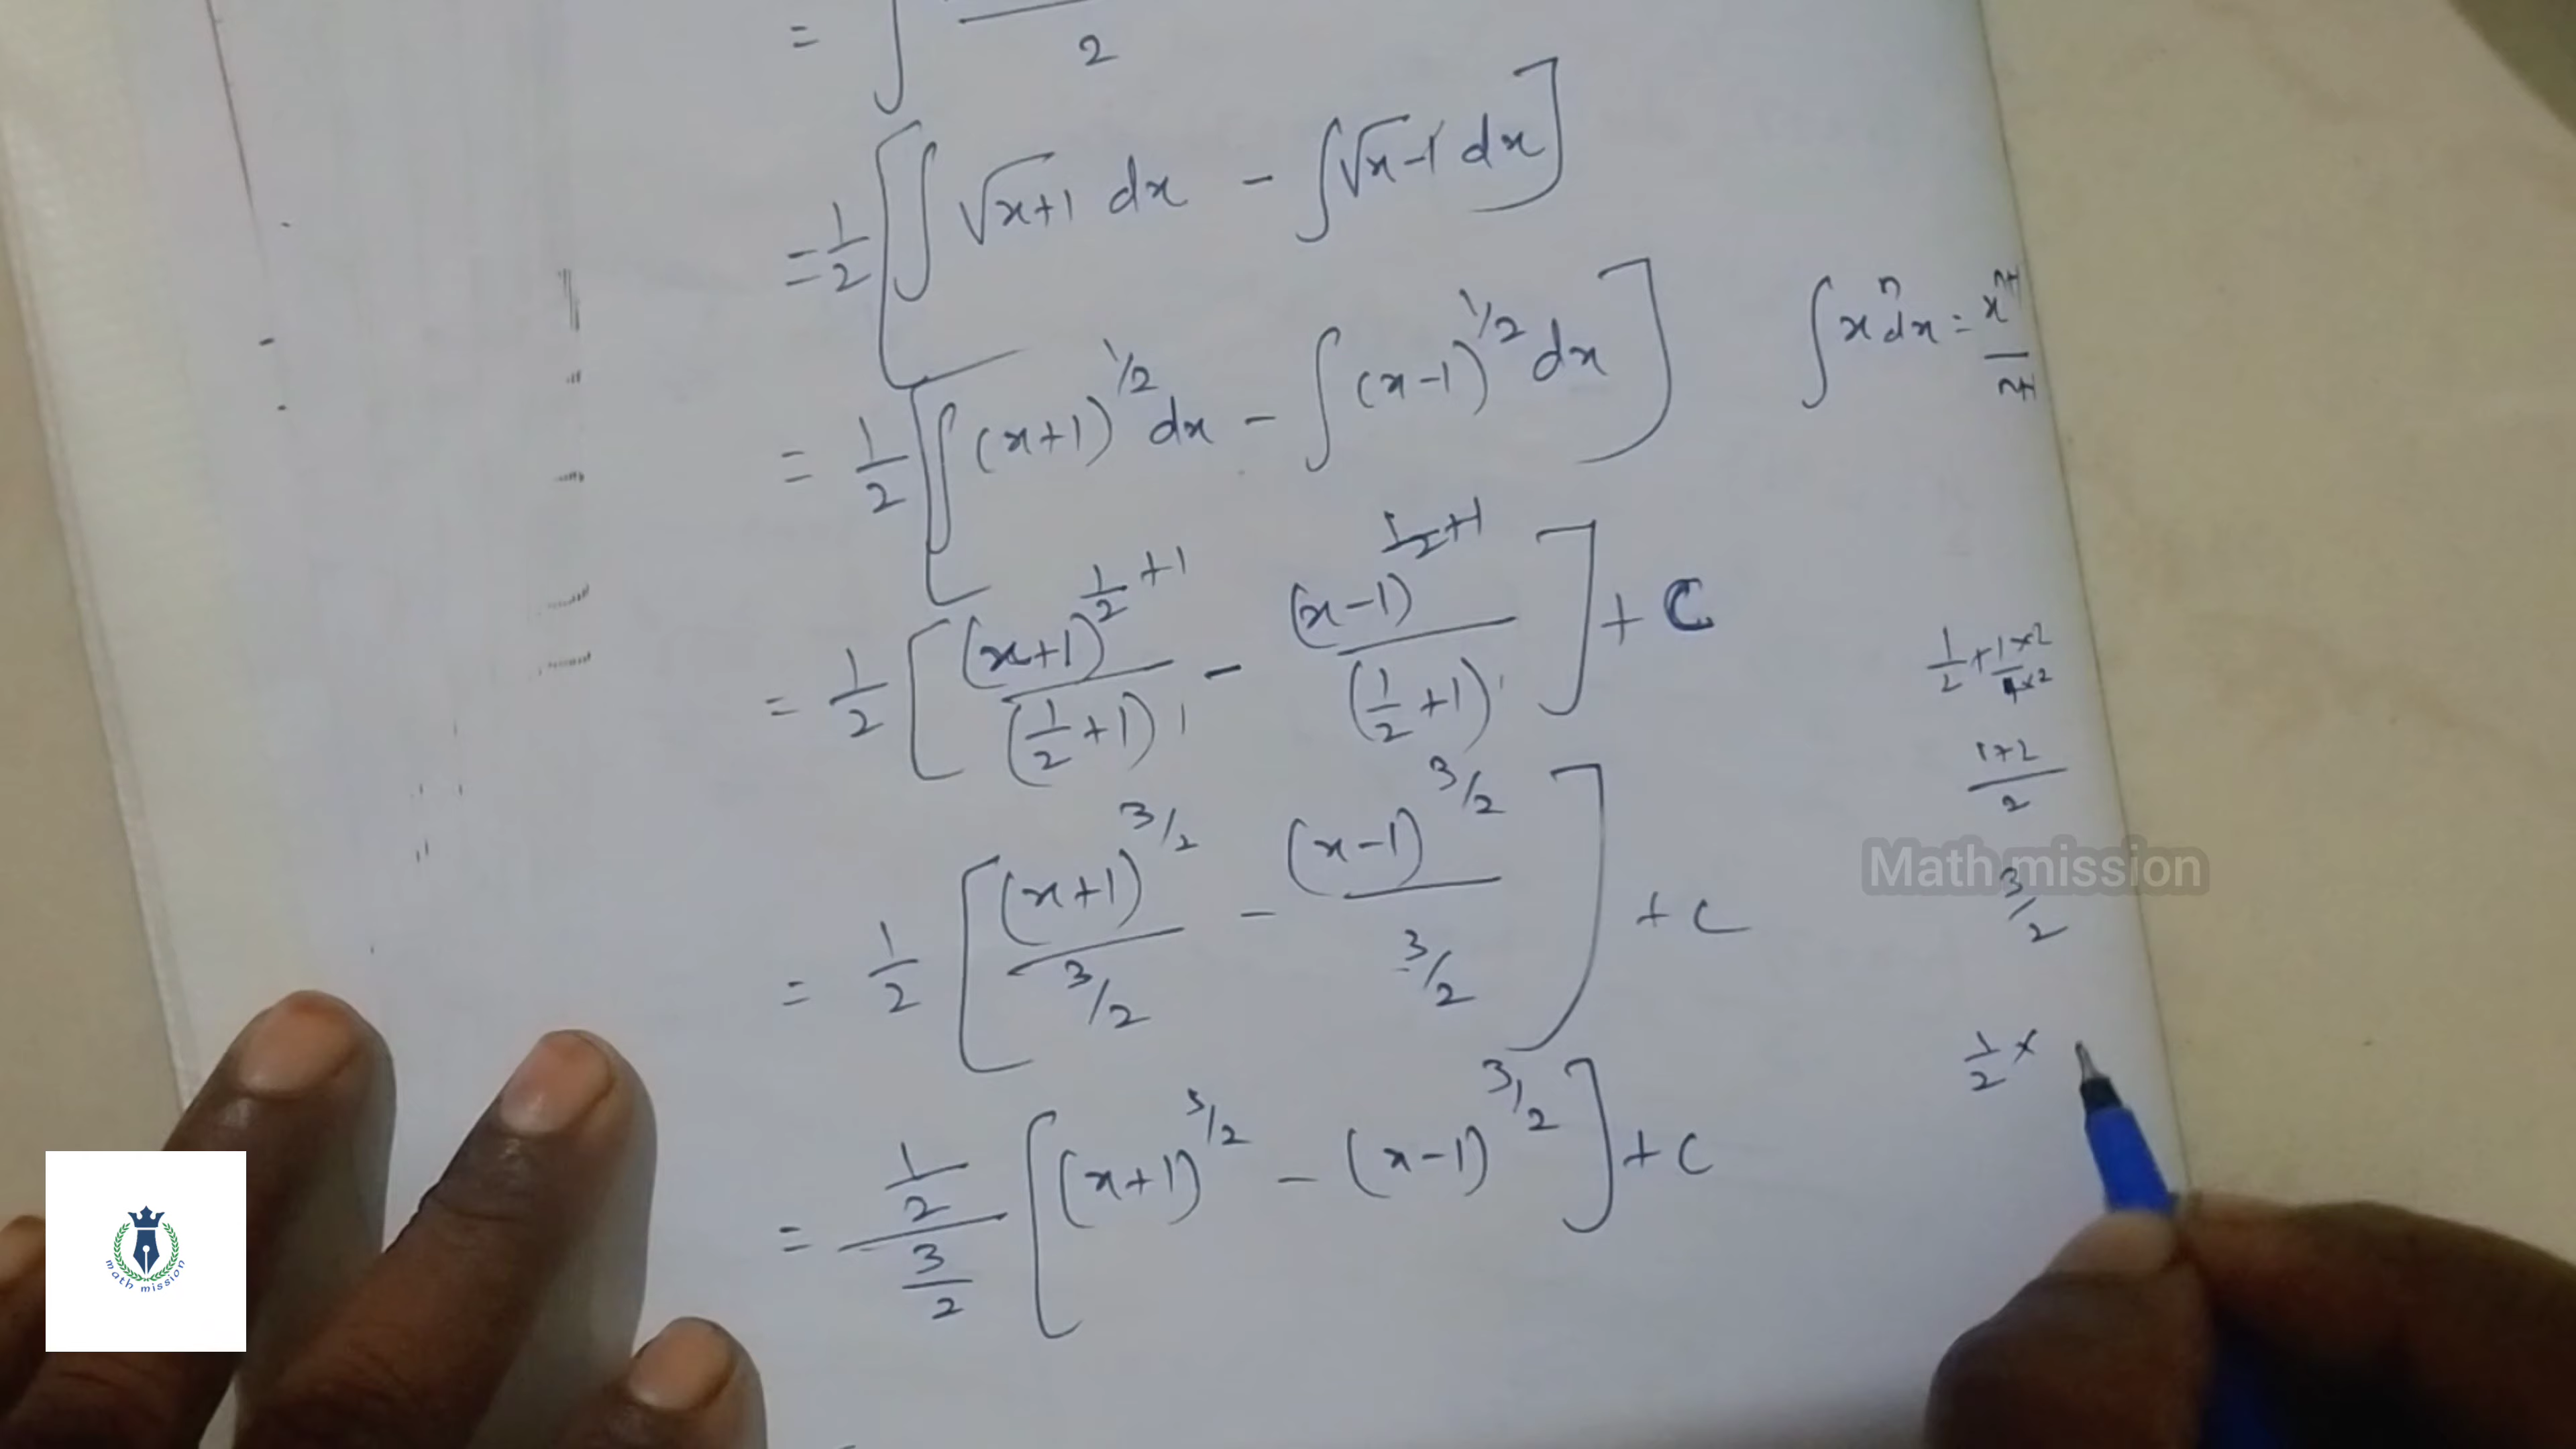 = ∫ ―
2
= 1/2 [ ∫ √x+1 dx - ∫ √x-1 dx ]
= 1/2 [ ∫ (x+1)^1/2 dx - ∫ (x-1)^1/2 dx ]
∫ x^n dx = x^n+1 / n+1
= 1/2 [ (x+1)^1/2+1 / (1/2+1) - (x-1)^1/2+1 / (1/2+1) ] + C
1/2 + 1×2/1×2
1+2/2
3/2
= 1/2 [ (x+1)^3/2 / 3/2 - (x-1)^3/2 / 3/2 ] + C
= 1/2 / 3/2 [ (x+1)^3/2 - (x-1)^3/2 ] + C
1/2 ×
Math mission
math mission